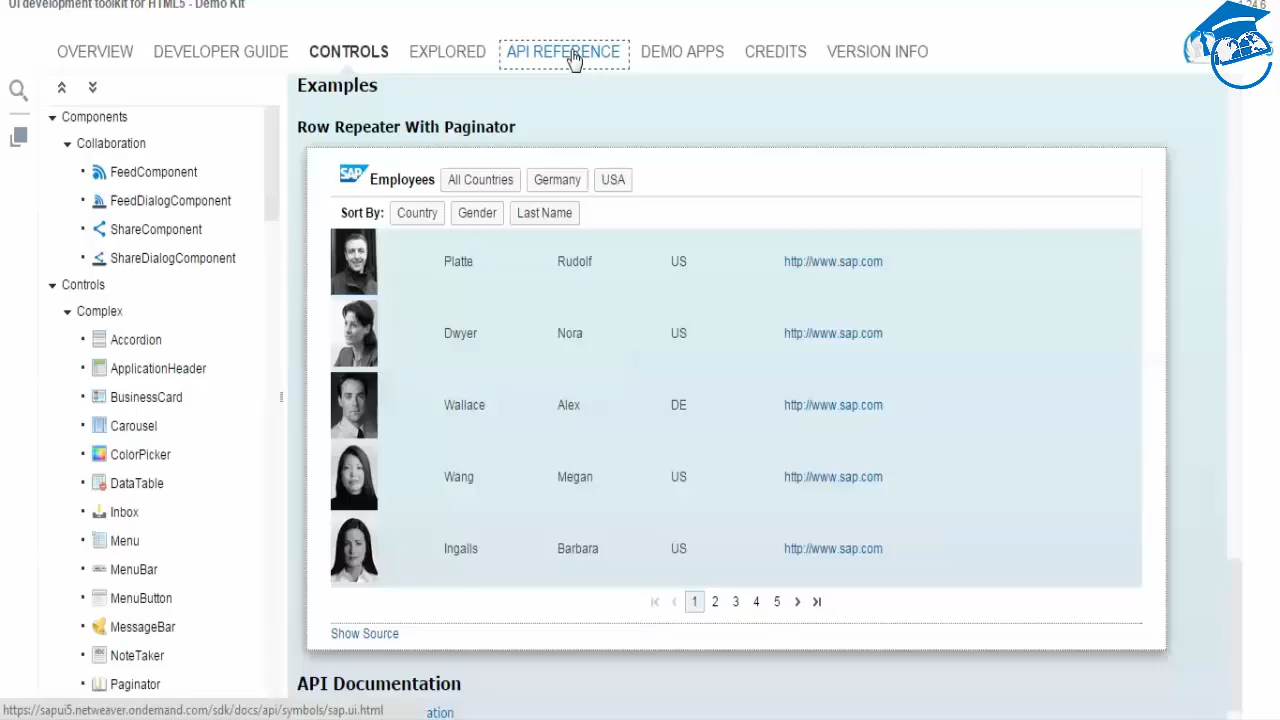 UI development toolkit for HTML5 - Demo Kit
1.24.6
OVERVIEW DEVELOPER GUIDE CONTROLS EXPLORED API REFERENCE DEMO APPS CREDITS VERSION INFO
Components
Collaboration
FeedComponent
FeedDialogComponent
ShareComponent
ShareDialogComponent
Controls
Complex
Accordion
ApplicationHeader
BusinessCard
Carousel
ColorPicker
DataTable
Inbox
Menu
MenuBar
MenuButton
MessageBar
NoteTaker
Paginator
Examples
Row Repeater With Paginator
SAP Employees All Countries Germany USA
Sort By: Country Gender Last Name
Platte Rudolf US http://www.sap.com
Dwyer Nora US http://www.sap.com
Wallace Alex DE http://www.sap.com
Wang Megan US http://www.sap.com
Ingalls Barbara US http://www.sap.com
1 2 3 4 5
Show Source
API Documentation
ation
https://sapui5.netweaver.ondemand.com/sdk/docs/api/symbols/sap.ui.html